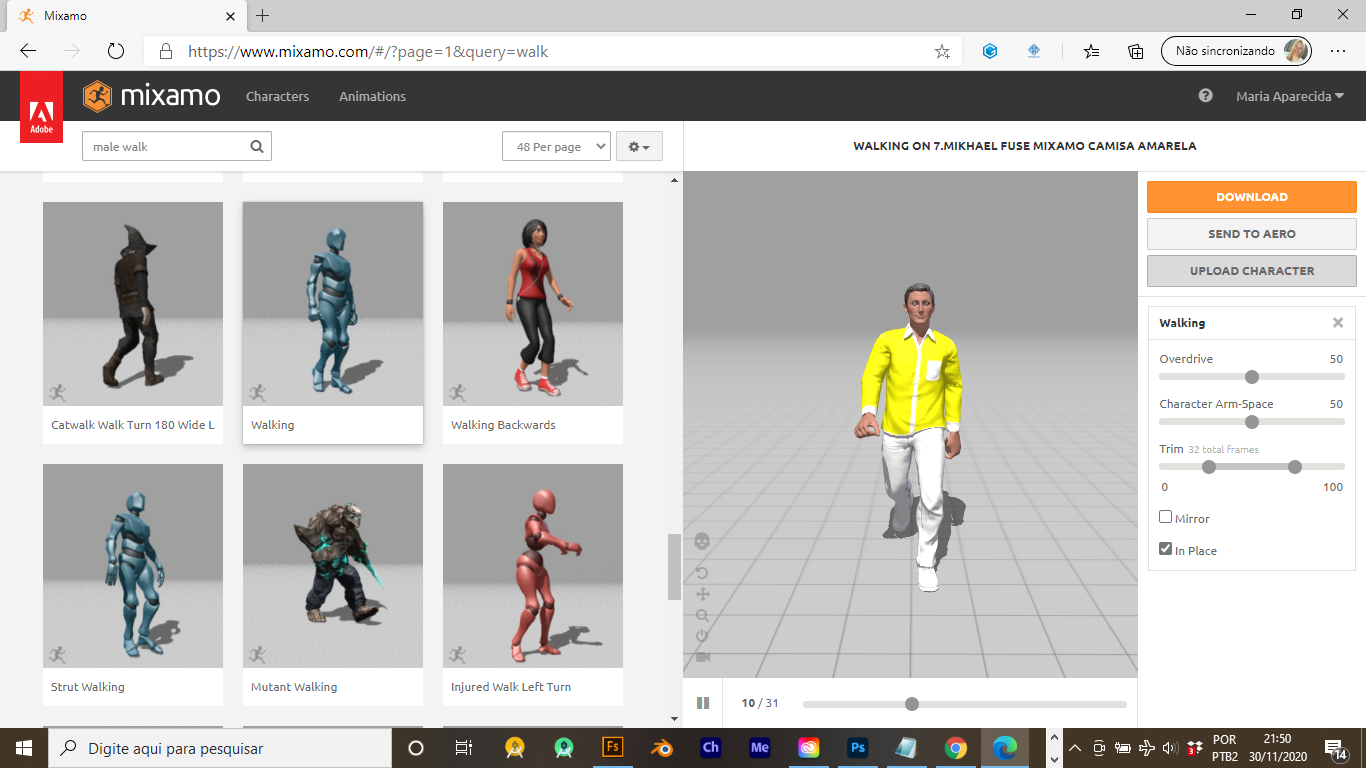 Mixamo
https://www.mixamo.com/#/?page=1&query=walk
Não sincronizando
Adobe
mixamo
Characters
Animations
Maria Aparecida
male walk
48 Per page
WALKING ON 7.MIKHAEL FUSE MIXAMO CAMISA AMARELA
Catwalk Walk Turn 180 Wide L
Walking
Walking Backwards
Strut Walking
Mutant Walking
Injured Walk Left Turn
DOWNLOAD
SEND TO AERO
UPLOAD CHARACTER
Walking
Overdrive 50
Character Arm-Space 50
Trim 32 total frames
0 100
Mirror
In Place
10 / 31
Digite aqui para pesquisar
Fs
Ch
Me
Ps
3
POR
PTB2
21:50
30/11/2020
14